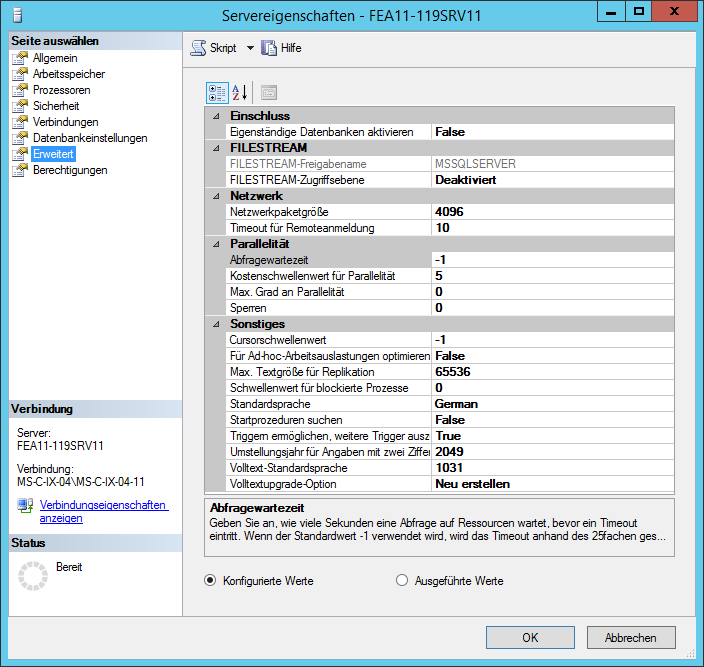 Servereigenschaften - FEA11-119SRV11
Seite auswählen
Allgemein
Arbeitsspeicher
Prozessoren
Sicherheit
Verbindungen
Datenbankeinstellungen
Erweitert
Berechtigungen
Skript
Hilfe
Einschluss
Eigenständige Datenbanken aktivieren False
FILESTREAM
FILESTREAM-Freigabename MSSQLSERVER
FILESTREAM-Zugriffsebene Deaktiviert
Netzwerk
Netzwerkpaketgröße 4096
Timeout für Remoteanmeldung 10
Parallelität
Abfragewartezeit -1
Kostenschwellenwert für Parallelität 5
Max. Grad an Parallelität 0
Sperren 0
Sonstiges
Cursorschwellenwert -1
Für Ad-hoc-Arbeitsauslastungen optimieren False
Max. Textgröße für Replikation 65536
Schwellenwert für blockierte Prozesse 0
Standardsprache German
Startprozeduren suchen False
Triggern ermöglichen, weitere Trigger ausz True
Umstellungsjahr für Angaben mit zwei Ziffer 2049
Volltext-Standardsprache 1031
Volltextupgrade-Option Neu erstellen
Abfragewartezeit
Geben Sie an, wie viele Sekunden eine Abfrage auf Ressourcen wartet, bevor ein Timeout
eintritt. Wenn der Standardwert -1 verwendet wird, wird das Timeout anhand des 25fachen ges...
Konfigurierte Werte
Ausgeführte Werte
Verbindung
Server:
FEA11-119SRV11
Verbindung:
MS-C-IX-04\MS-C-IX-04-11
Verbindungseigenschaften
anzeigen
Status
Bereit
OK
Abbrechen